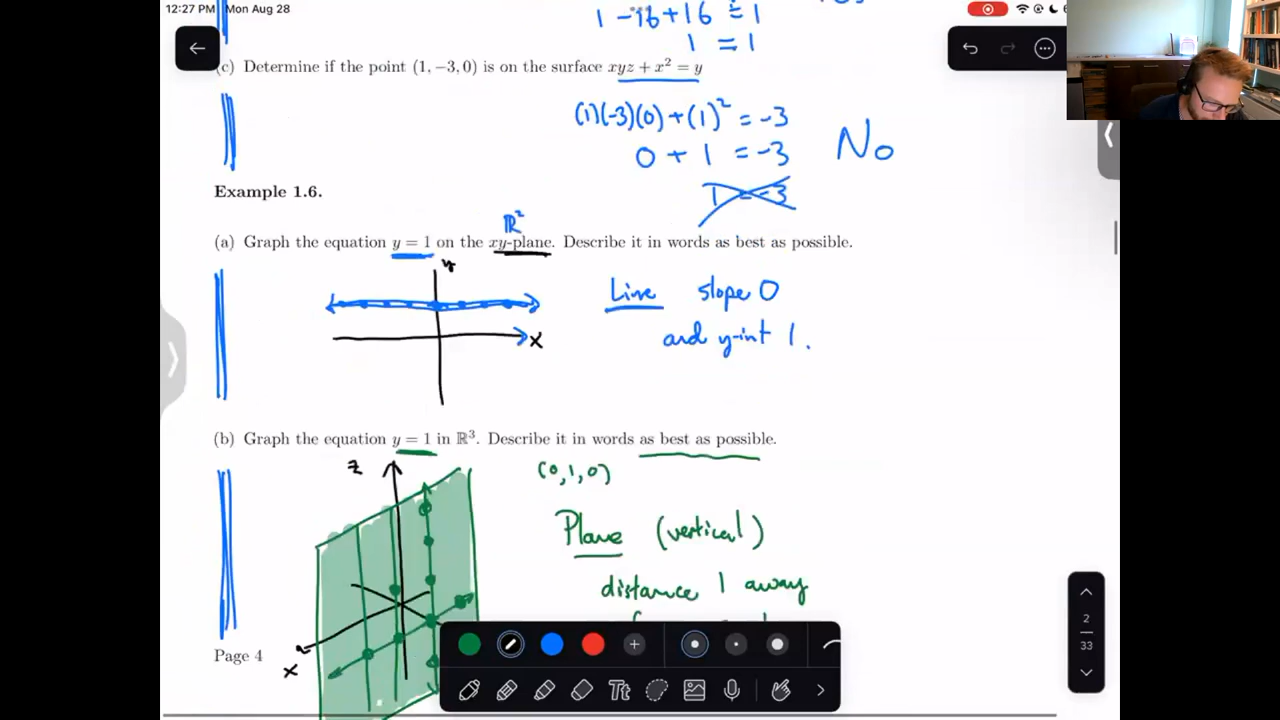 12:27 PM Mon Aug 28
1 - 16 + 16 = 1
1 = 1
(c) Determine if the point (1, −3, 0) is on the surface xyz + x² = y
(1)(-3)(0) + (1)² = -3
0 + 1 = -3 No
1 = -3
Example 1.6.
ℝ²
(a) Graph the equation y = 1 on the xy-plane. Describe it in words as best as possible.
y
Line slope 0
x
and y-int 1.
(b) Graph the equation y = 1 in ℝ³. Describe it in words as best as possible.
z
(0,1,0)
Plane (vertical)
distance 1 away
Page 4
x
Tt
2
33